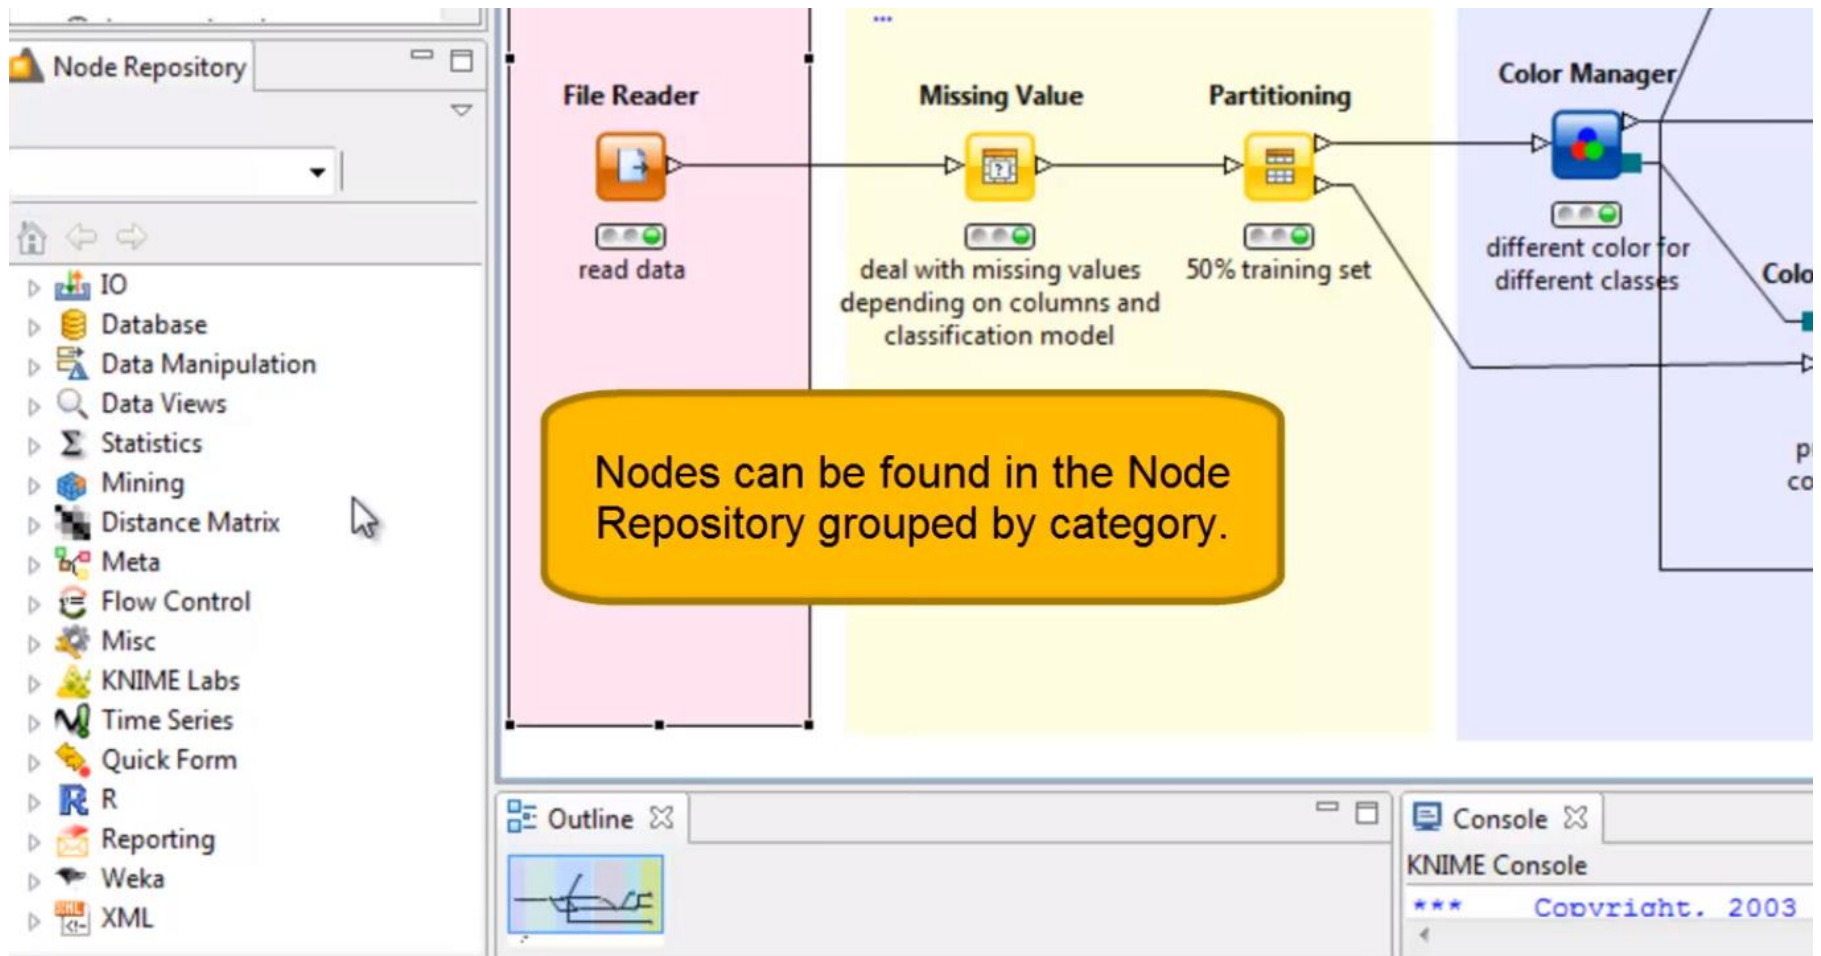 Node Repository
IO
Database
Data Manipulation
Data Views
Statistics
Mining
Distance Matrix
Meta
Flow Control
Misc
KNIME Labs
Time Series
Quick Form
R
Reporting
Weka
XML
...
File Reader
read data
Missing Value
deal with missing values
depending on columns and
classification model
Partitioning
50% training set
Color Manager
different color for
different classes
Colo
p
co
Nodes can be found in the Node
Repository grouped by category.
Outline
Console
KNIME Console
*** Copyright, 2003